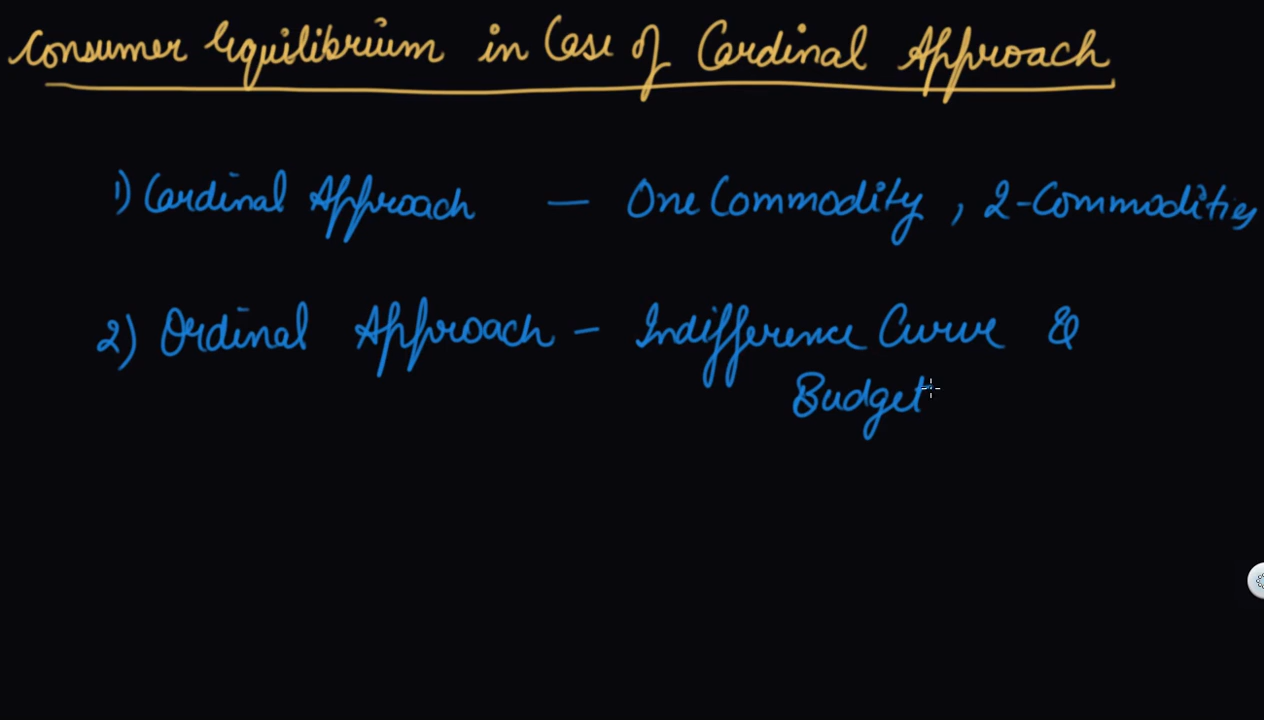 Consumer Equilibrium in Case of Cardinal Approach
1) Cardinal Approach — One Commodity, 2-Commodities
2) Ordinal Approach - Indifference Curve &
Budget